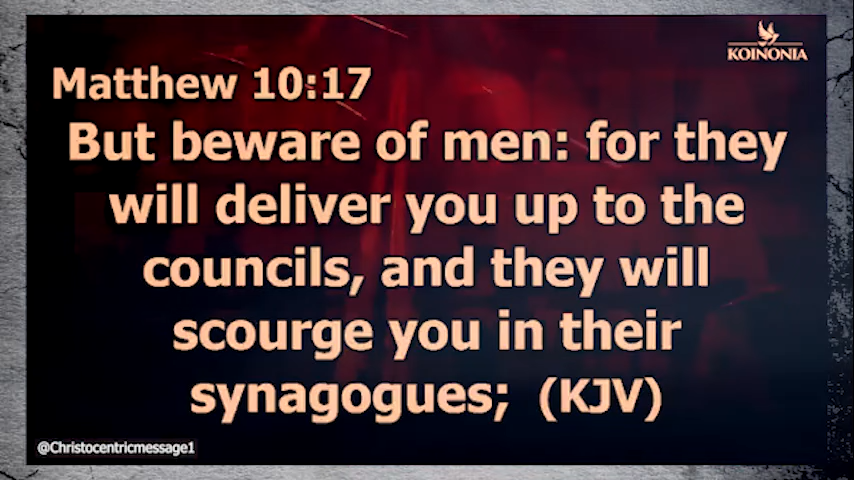 KOINONIA
Matthew 10:17
But beware of men: for they
will deliver you up to the
councils, and they will
scourge you in their
synagogues; (KJV)
@Christocentricmessage1